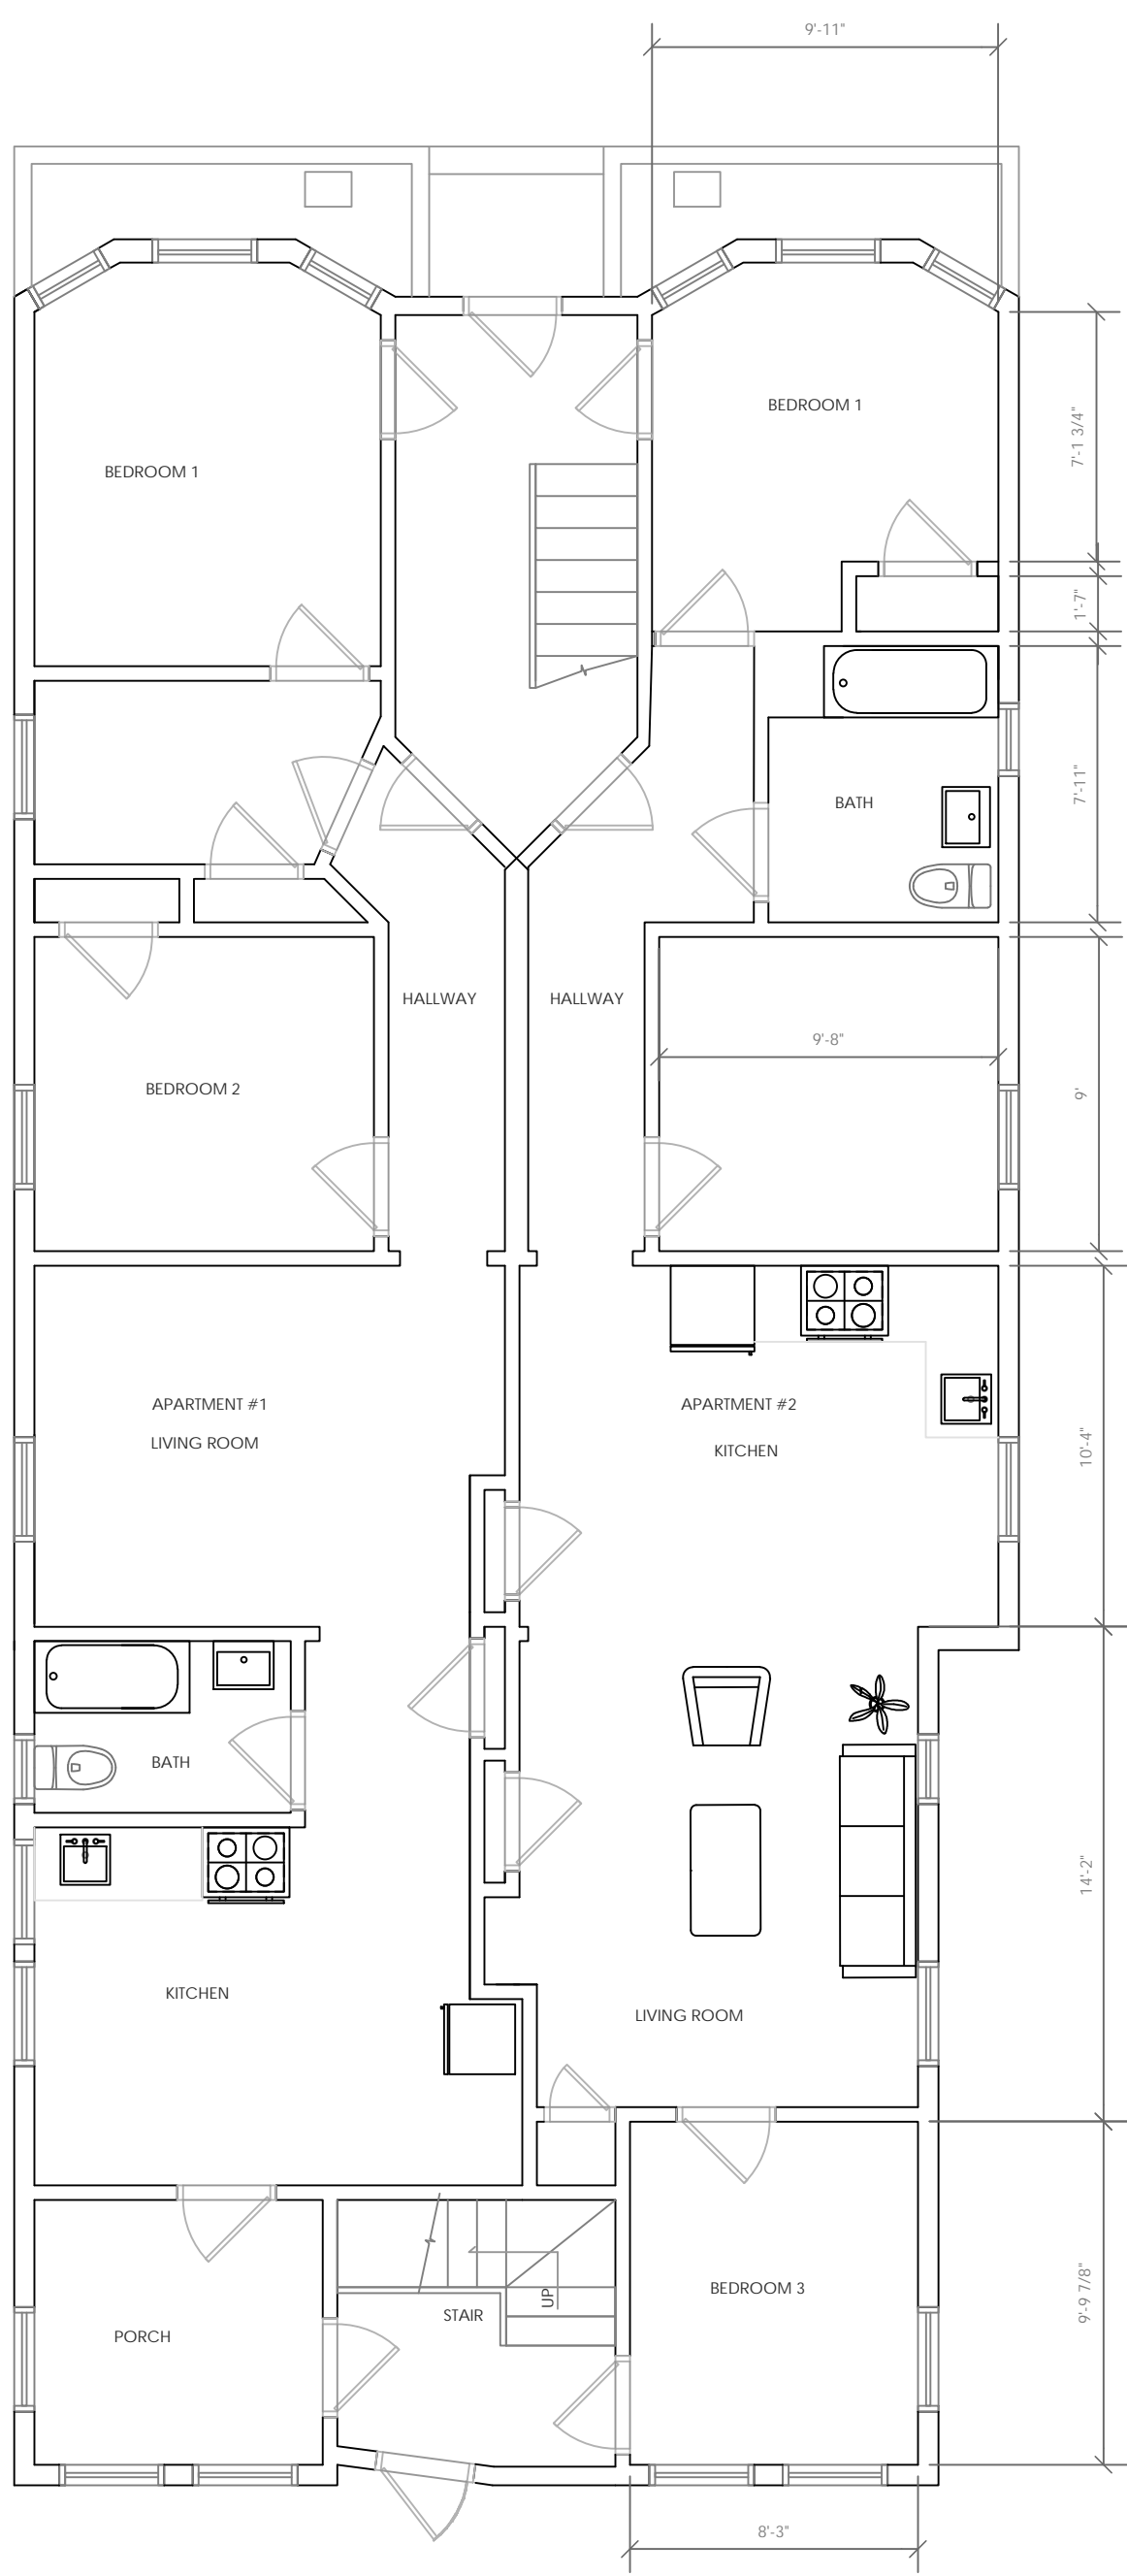 9'-11"
BEDROOM 1
7'-1 3/4"
BEDROOM 1
1'-7"
7'-11"
BATH
HALLWAY
HALLWAY
9'-8"
BEDROOM 2
9'
APARTMENT #1
APARTMENT #2
LIVING ROOM
KITCHEN
10'-4"
BATH
14'-2"
KITCHEN
LIVING ROOM
BEDROOM 3
UP
9'-9 7/8"
STAIR
PORCH
8'-3"